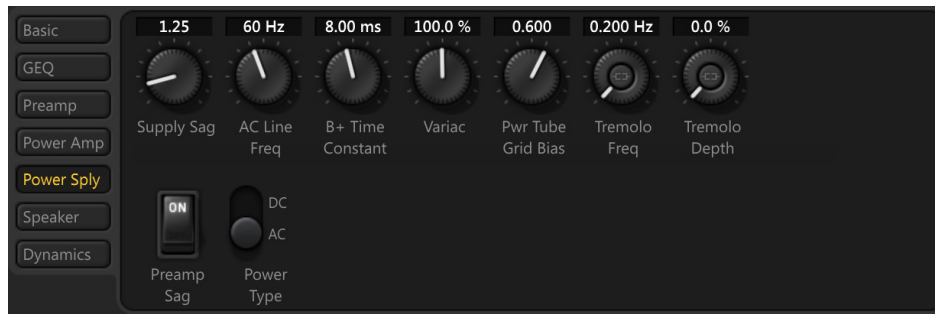 Basic
GEQ
Preamp
Power Amp
Power Sply
Speaker
Dynamics
1.25 60 Hz 8.00 ms 100.0 % 0.600 0.200 Hz 0.0 %
Supply Sag AC Line B+ Time Variac Pwr Tube Tremolo Tremolo
Freq Constant Grid Bias Freq Depth
ON DC
AC
Preamp Power
Sag Type